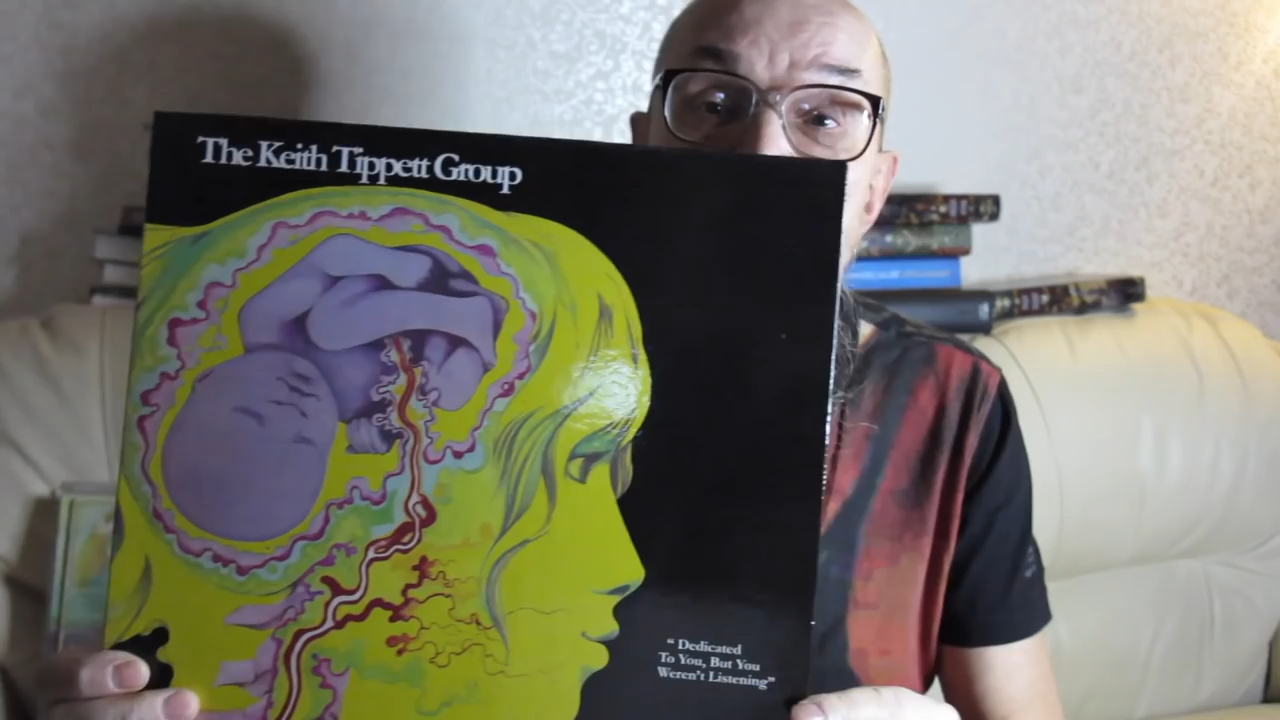 The Keith Tippett Group
“ Dedicated
To You, But You
Weren't Listening”